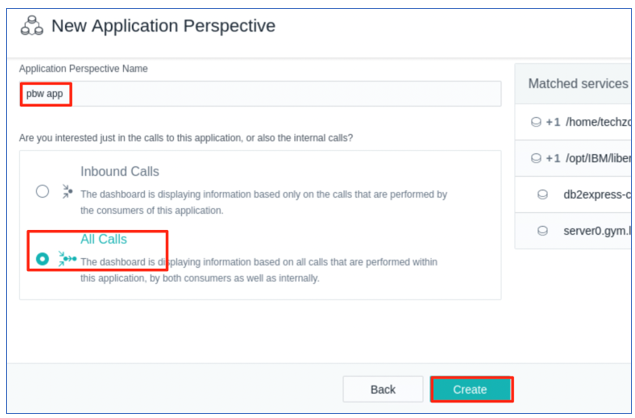 New Application Perspective
Application Perspective Name
pbw app
Are you interested just in the calls to this application, or also the internal calls?
Inbound Calls
The dashboard is displaying information based only on the calls that are performed by
the consumers of this application.
All Calls
The dashboard is displaying information based on all calls that are performed within
this application, by both consumers as well as internally.
Matched services
+1 /home/techzo
+1 /opt/IBM/liber
db2express-c
server0.gym.l
Back
Create